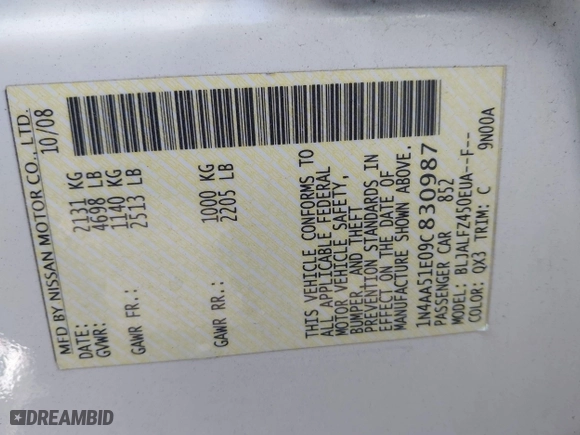 MFD BY NISSAN MOTOR CO., LTD.
DATE: 10/08
GVWR: 2131 KG
4698 LB
GAWR FR.: 1140 KG
2513 LB
GAWR RR.: 1000 KG
2205 LB
THIS VEHICLE CONFORMS TO
ALL APPLICABLE FEDERAL
MOTOR VEHICLE SAFETY,
BUMPER, AND THEFT
PREVENTION STANDARDS IN
EFFECT ON THE DATE OF
MANUFACTURE SHOWN ABOVE.
1N4AA51E09C830987
PASSENGER CAR 852
MODEL: BLJALFZ450EUA--F--
COLOR: QX3 TRIM: C 9N00A
DREAMBID